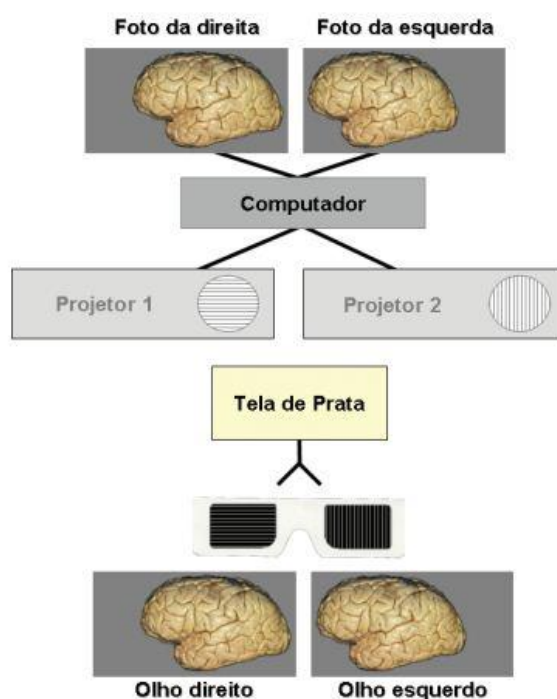 Foto da direita
Foto da esquerda
Computador
Projetor 1
Projetor 2
Tela de Prata
Olho direito
Olho esquerdo